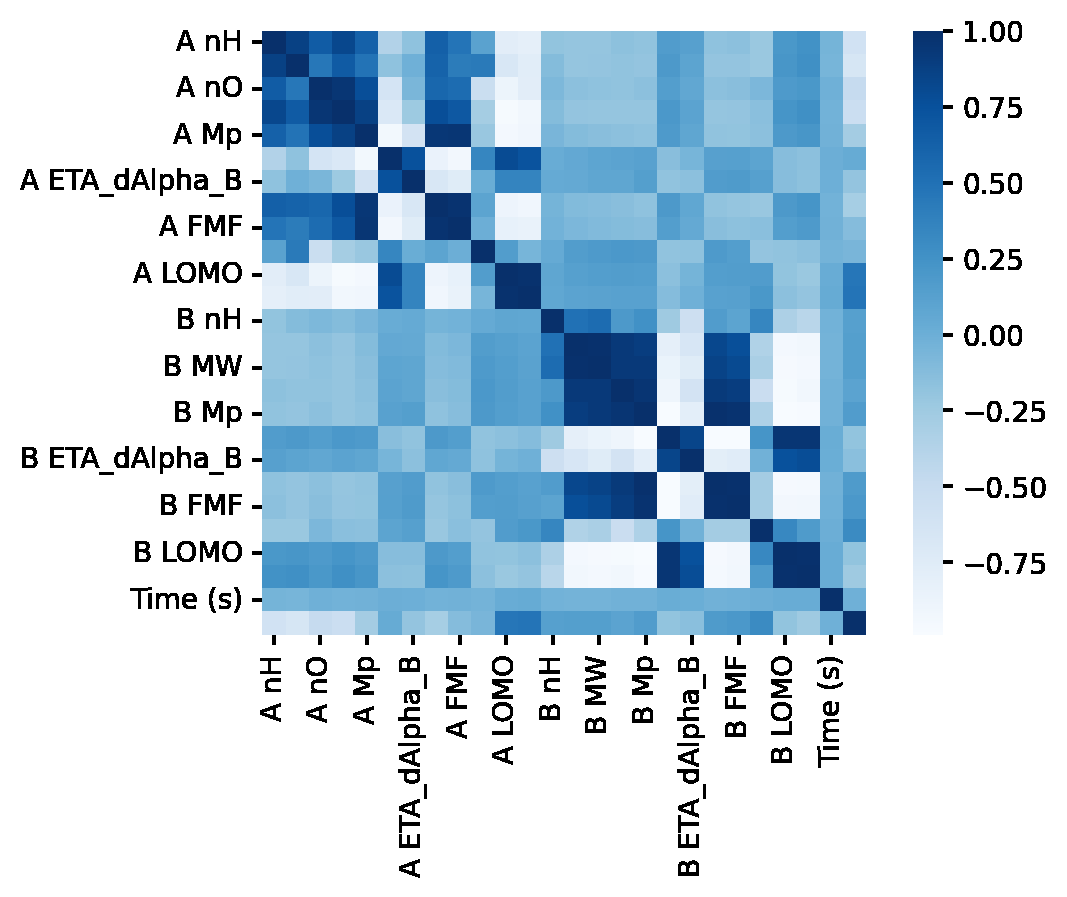 A nH
A nO
A Mp
A ETA_dAlpha_B
A FMF
A LOMO
B nH
B MW
B Mp
B ETA_dAlpha_B
B FMF
B LOMO
Time (s)
A nH
A nO
A Mp
A ETA_dAlpha_B
A FMF
A LOMO
B nH
B MW
B Mp
B ETA_dAlpha_B
B FMF
B LOMO
Time (s)
1.00
0.75
0.50
0.25
0.00
−0.25
−0.50
−0.75